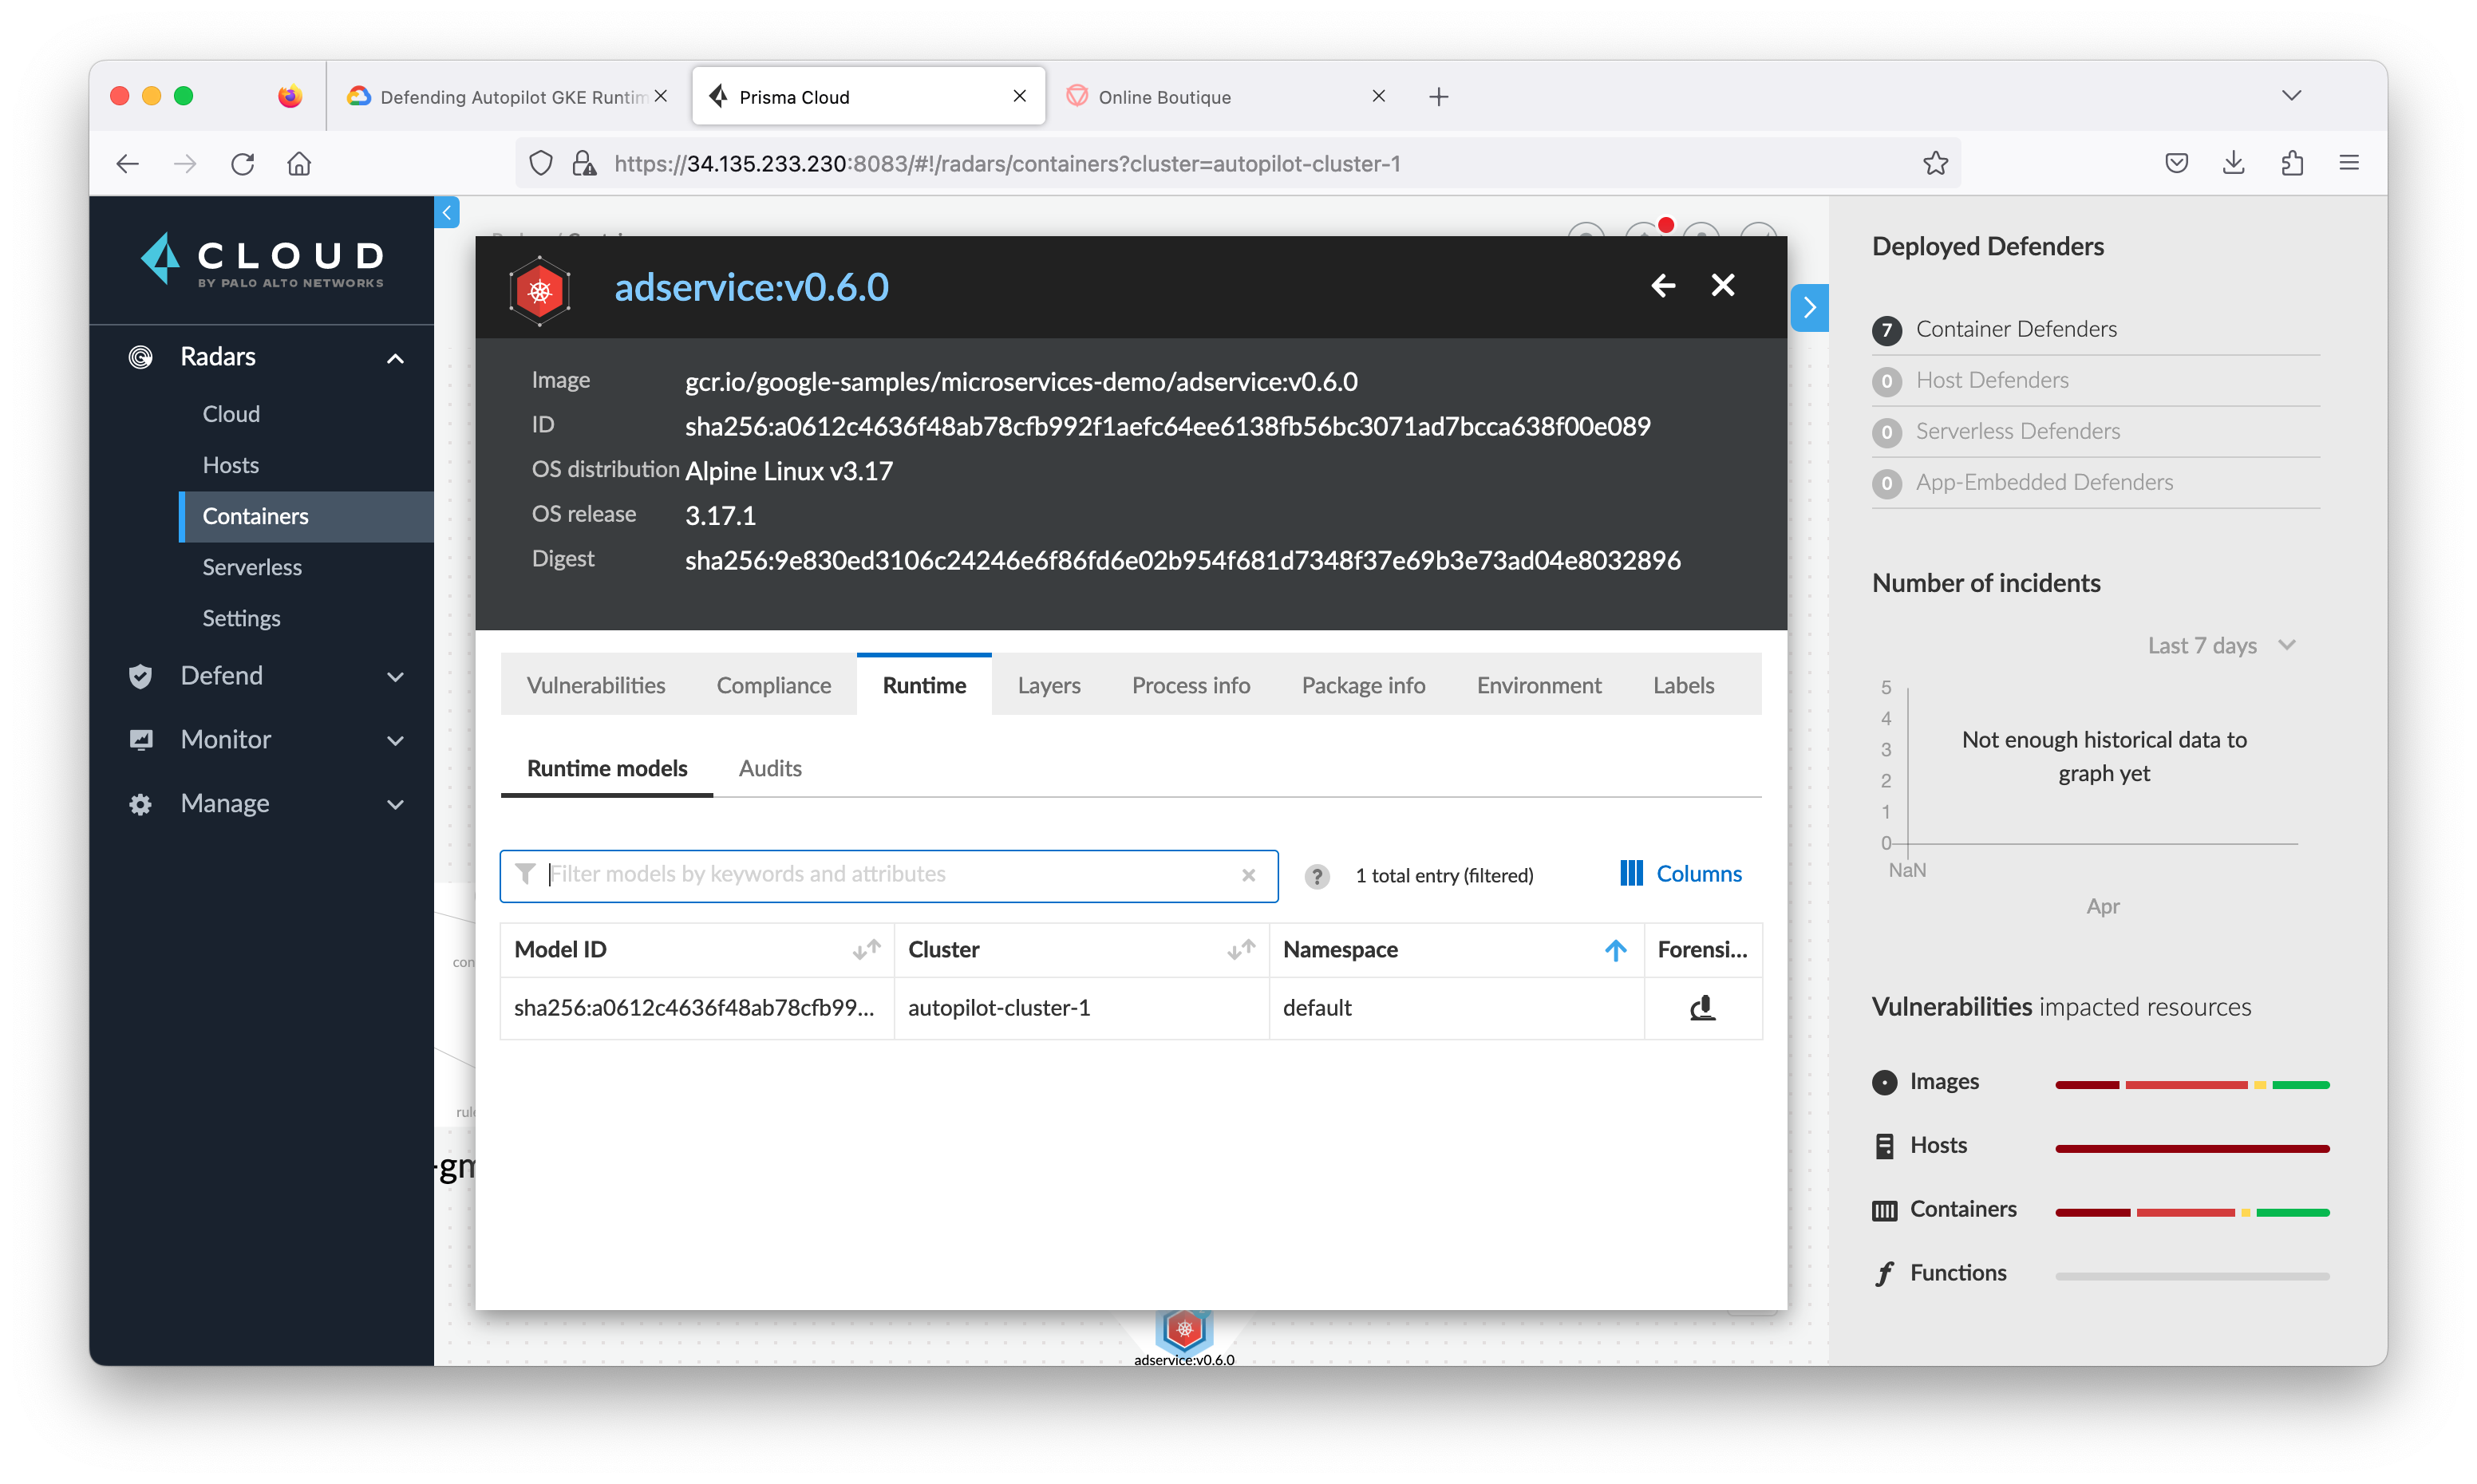 Defending Autopilot GKE Runtim
Prisma Cloud
Online Boutique
https://34.135.233.230:8083/#!/radars/containers?cluster=autopilot-cluster-1
CLOUD
BY PALO ALTO NETWORKS
Radars
Cloud
Hosts
Containers
Serverless
Settings
Defend
Monitor
Manage
adservice:v0.6.0
Image gcr.io/google-samples/microservices-demo/adservice:v0.6.0
ID sha256:a0612c4636f48ab78cfb992f1aefc64ee6138fb56bc3071ad7bcca638f00e089
OS distribution Alpine Linux v3.17
OS release 3.17.1
Digest sha256:9e830ed3106c24246e6f86fd6e02b954f681d7348f37e69b3e73ad04e8032896
Vulnerabilities Compliance Runtime Layers Process info Package info Environment Labels
Runtime models Audits
Filter models by keywords and attributes
? 1 total entry (filtered) Columns
Model ID Cluster Namespace Forensi...
sha256:a0612c4636f48ab78cfb99... autopilot-cluster-1 default
con
rule
-gm
adservice:v0.6.0
Deployed Defenders
7 Container Defenders
0 Host Defenders
0 Serverless Defenders
0 App-Embedded Defenders
Number of incidents
Last 7 days
5
4
3
2
1
0
Not enough historical data to
graph yet
NaN
Apr
Vulnerabilities impacted resources
Images
Hosts
Containers
Functions